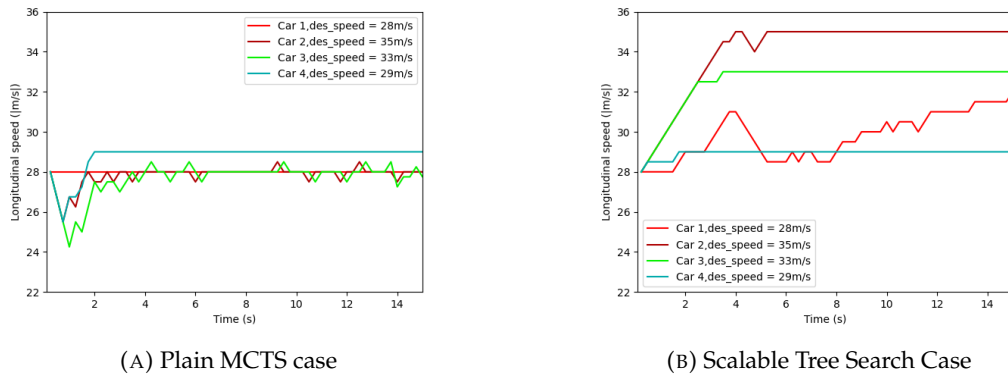 36
34
32
30
28
26
24
22
Longitudinal speed (|m/s|)
Car 1,des_speed = 28m/s
Car 2,des_speed = 35m/s
Car 3,des_speed = 33m/s
Car 4,des_speed = 29m/s
2 4 6 8 10 12 14
Time (s)
(A) Plain MCTS case
36
34
32
30
28
26
24
22
Longitudinal speed (|m/s|)
Car 1,des_speed = 28m/s
Car 2,des_speed = 35m/s
Car 3,des_speed = 33m/s
Car 4,des_speed = 29m/s
2 4 6 8 10 12 14
Time (s)
(B) Scalable Tree Search Case